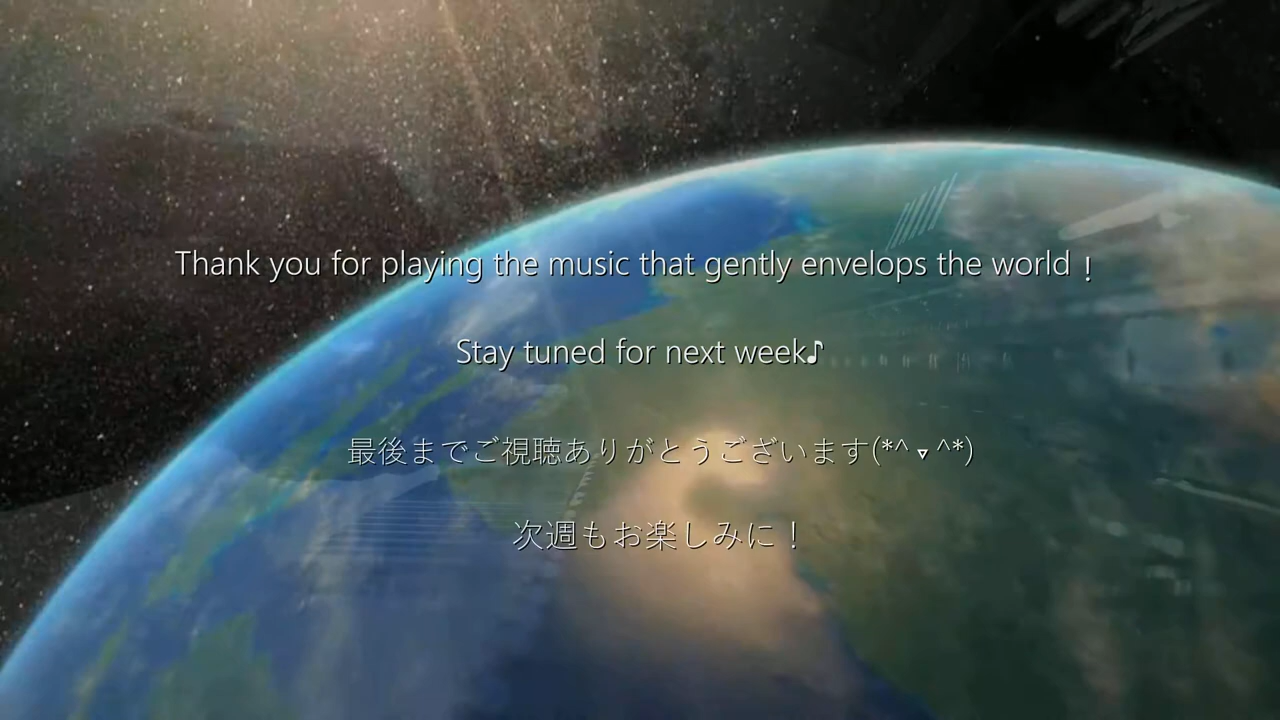 Thank you for playing the music that gently envelops the world！
Stay tuned for next week♪
最後までご視聴ありがとうございます(*^▿^*)
次週もお楽しみに！